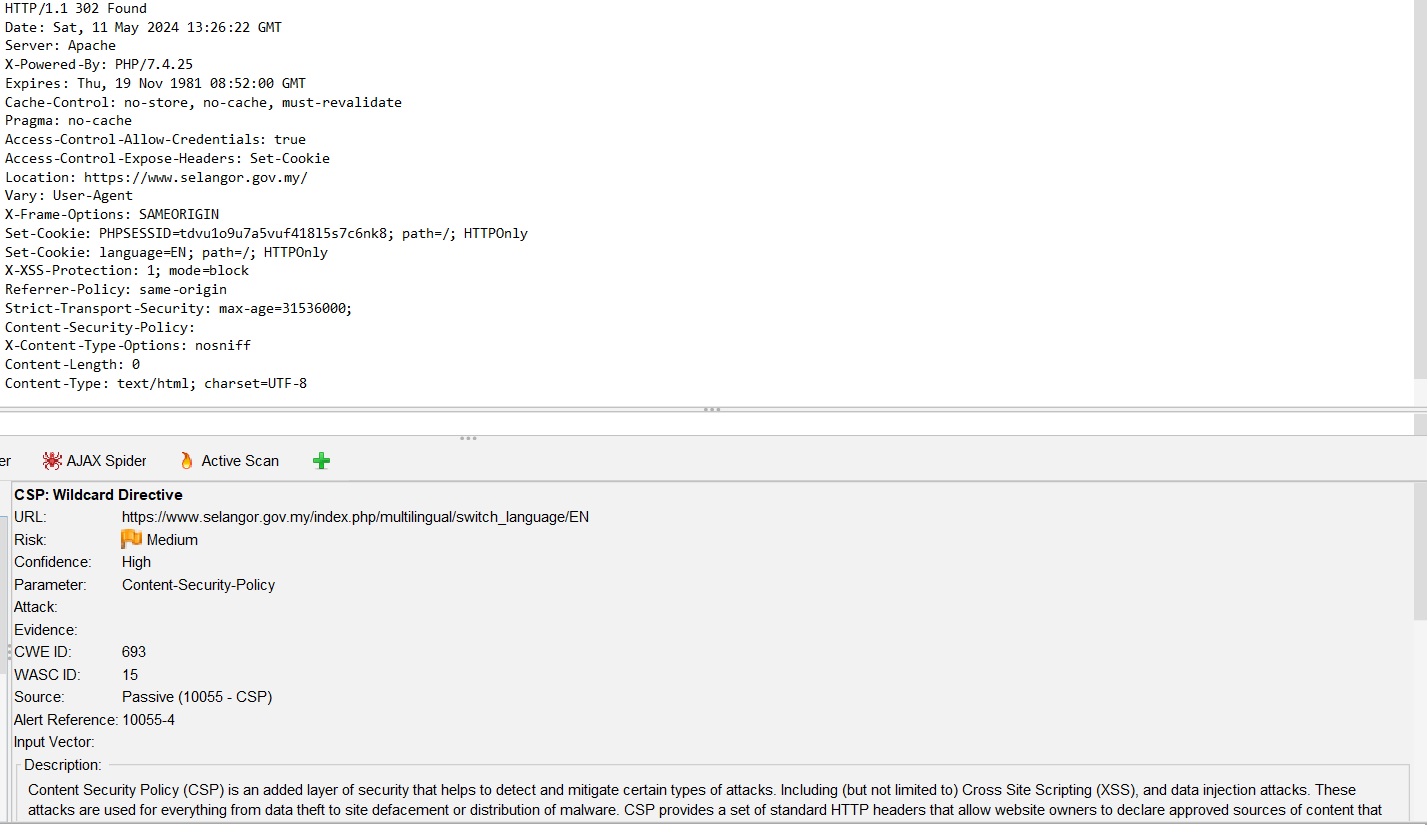 HTTP/1.1 302 Found
Date: Sat, 11 May 2024 13:26:22 GMT
Server: Apache
X-Powered-By: PHP/7.4.25
Expires: Thu, 19 Nov 1981 08:52:00 GMT
Cache-Control: no-store, no-cache, must-revalidate
Pragma: no-cache
Access-Control-Allow-Credentials: true
Access-Control-Expose-Headers: Set-Cookie
Location: https://www.selangor.gov.my/
Vary: User-Agent
X-Frame-Options: SAMEORIGIN
Set-Cookie: PHPSESSID=tdvu1o9u7a5vuf418l5s7c6nk8; path=/; HTTPOnly
Set-Cookie: language=EN; path=/; HTTPOnly
X-XSS-Protection: 1; mode=block
Referrer-Policy: same-origin
Strict-Transport-Security: max-age=31536000;
Content-Security-Policy:
X-Content-Type-Options: nosniff
Content-Length: 0
Content-Type: text/html; charset=UTF-8
er AJAX Spider Active Scan
CSP: Wildcard Directive
URL: https://www.selangor.gov.my/index.php/multilingual/switch_language/EN
Risk: Medium
Confidence: High
Parameter: Content-Security-Policy
Attack:
Evidence:
CWE ID: 693
WASC ID: 15
Source: Passive (10055 - CSP)
Alert Reference: 10055-4
Input Vector:
Description:
Content Security Policy (CSP) is an added layer of security that helps to detect and mitigate certain types of attacks. Including (but not limited to) Cross Site Scripting (XSS), and data injection attacks. These
attacks are used for everything from data theft to site defacement or distribution of malware. CSP provides a set of standard HTTP headers that allow website owners to declare approved sources of content that